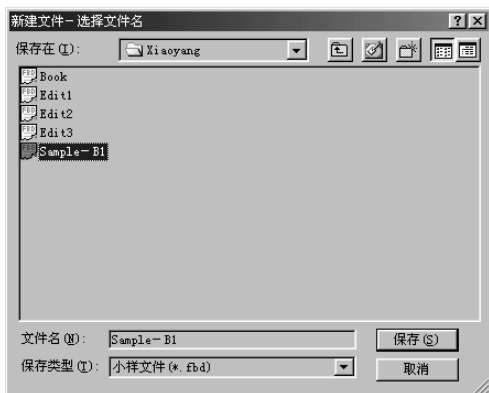 新建文件－选择文件名
保存在(I): Xiaoyang
Book
Edit1
Edit2
Edit3
Sample－B1
文件名(N): Sample－B1 保存(S)
保存类型(T): 小样文件(*.fbd) 取消